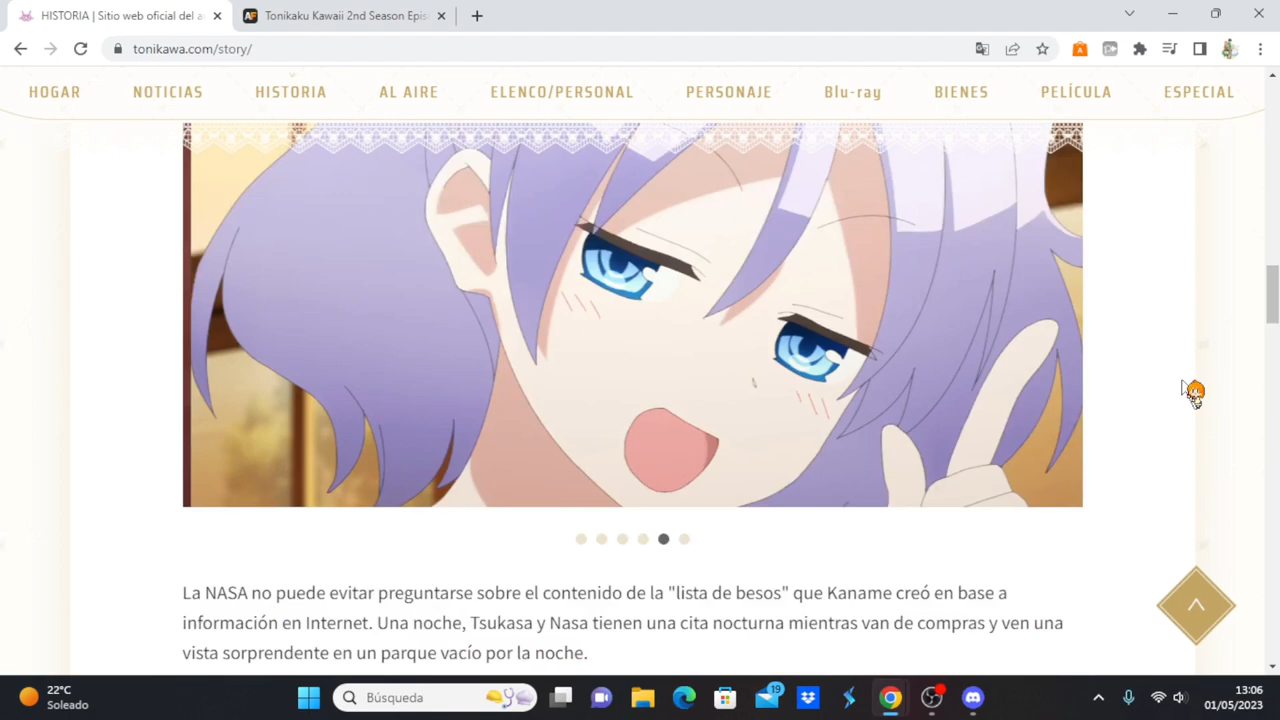 HISTORIA | Sitio web oficial del a
Tonikaku Kawaii 2nd Season Epis
tonikawa.com/story/
HOGAR NOTICIAS HISTORIA AL AIRE ELENCO/PERSONAL PERSONAJE Blu-ray BIENES PELÍCULA ESPECIAL
La NASA no puede evitar preguntarse sobre el contenido de la "lista de besos" que Kaname creó en base a
información en Internet. Una noche, Tsukasa y Nasa tienen una cita nocturna mientras van de compras y ven una
vista sorprendente en un parque vacío por la noche.
22°C
Soleado
Búsqueda
19
13:06
01/05/2023